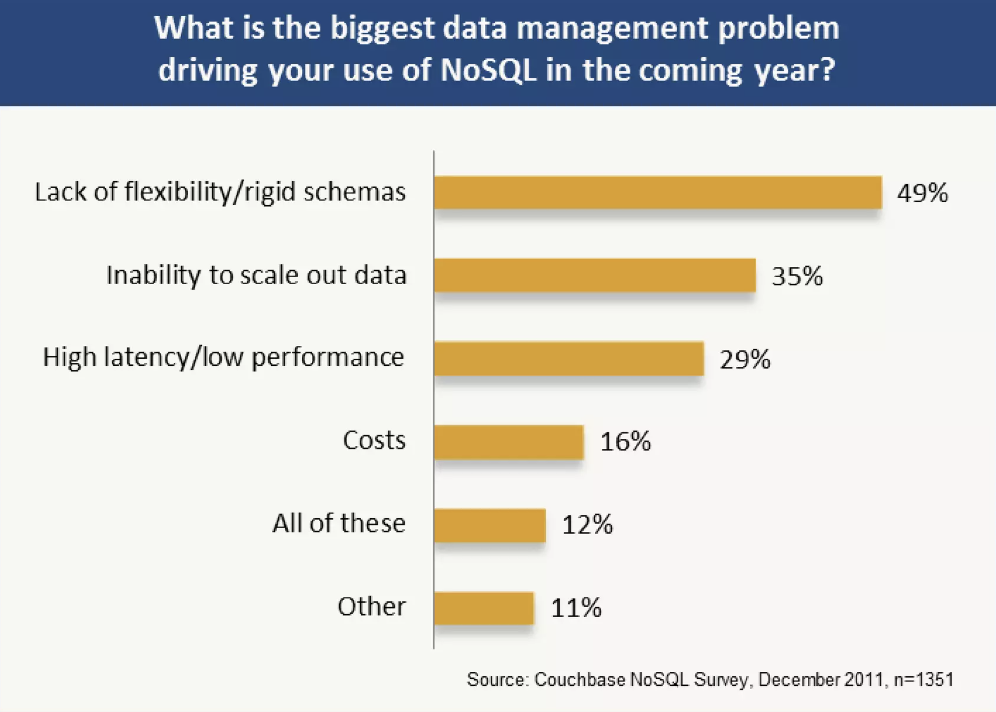 What is the biggest data management problem
driving your use of NoSQL in the coming year?
Lack of flexibility/rigid schemas 49%
Inability to scale out data 35%
High latency/low performance 29%
Costs 16%
All of these 12%
Other 11%
Source: Couchbase NoSQL Survey, December 2011, n=1351